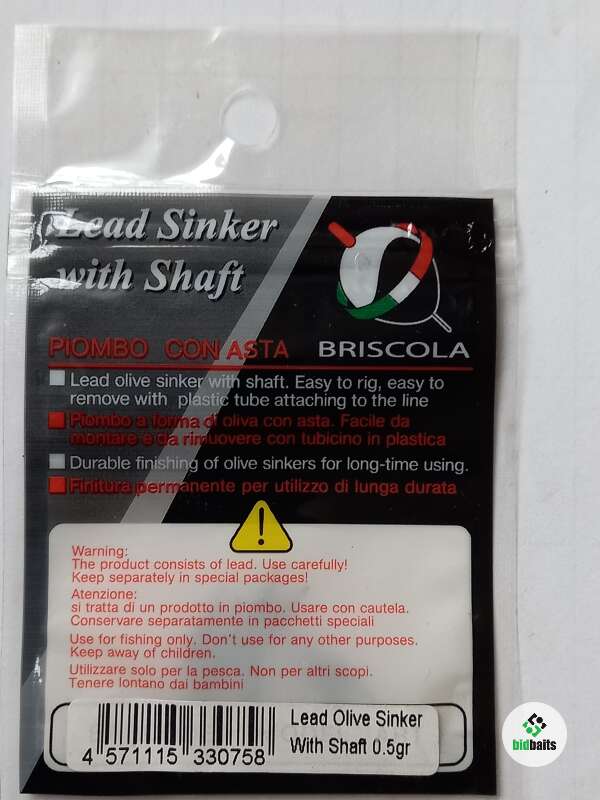 Lead Sinker
with Shaft
PIOMBO CON ASTA
BRISCOLA
Lead olive sinker with shaft. Easy to rig, easy to
remove with plastic tube attaching to the line
Piombo a forma di oliva con asta. Facile da
montare e da rimuovere con tubicino in plastica
Durable finishing of olive sinkers for long-time using.
Finitura permanente per utilizzo di lunga durata
Warning:
The product consists of lead. Use carefully!
Keep separately in special packages!
Atenzione:
si tratta di un prodotto in piombo. Usare con cautela.
Conservare separatamente in pacchetti speciali
Use for fishing only. Don't use for any other purposes.
Keep away of children.
Utilizzare solo per la pesca. Non per altri scopi.
Tenere lontano dai bambini
Lead Olive Sinker
With Shaft 0.5gr
4 571115 330758
bidbaits